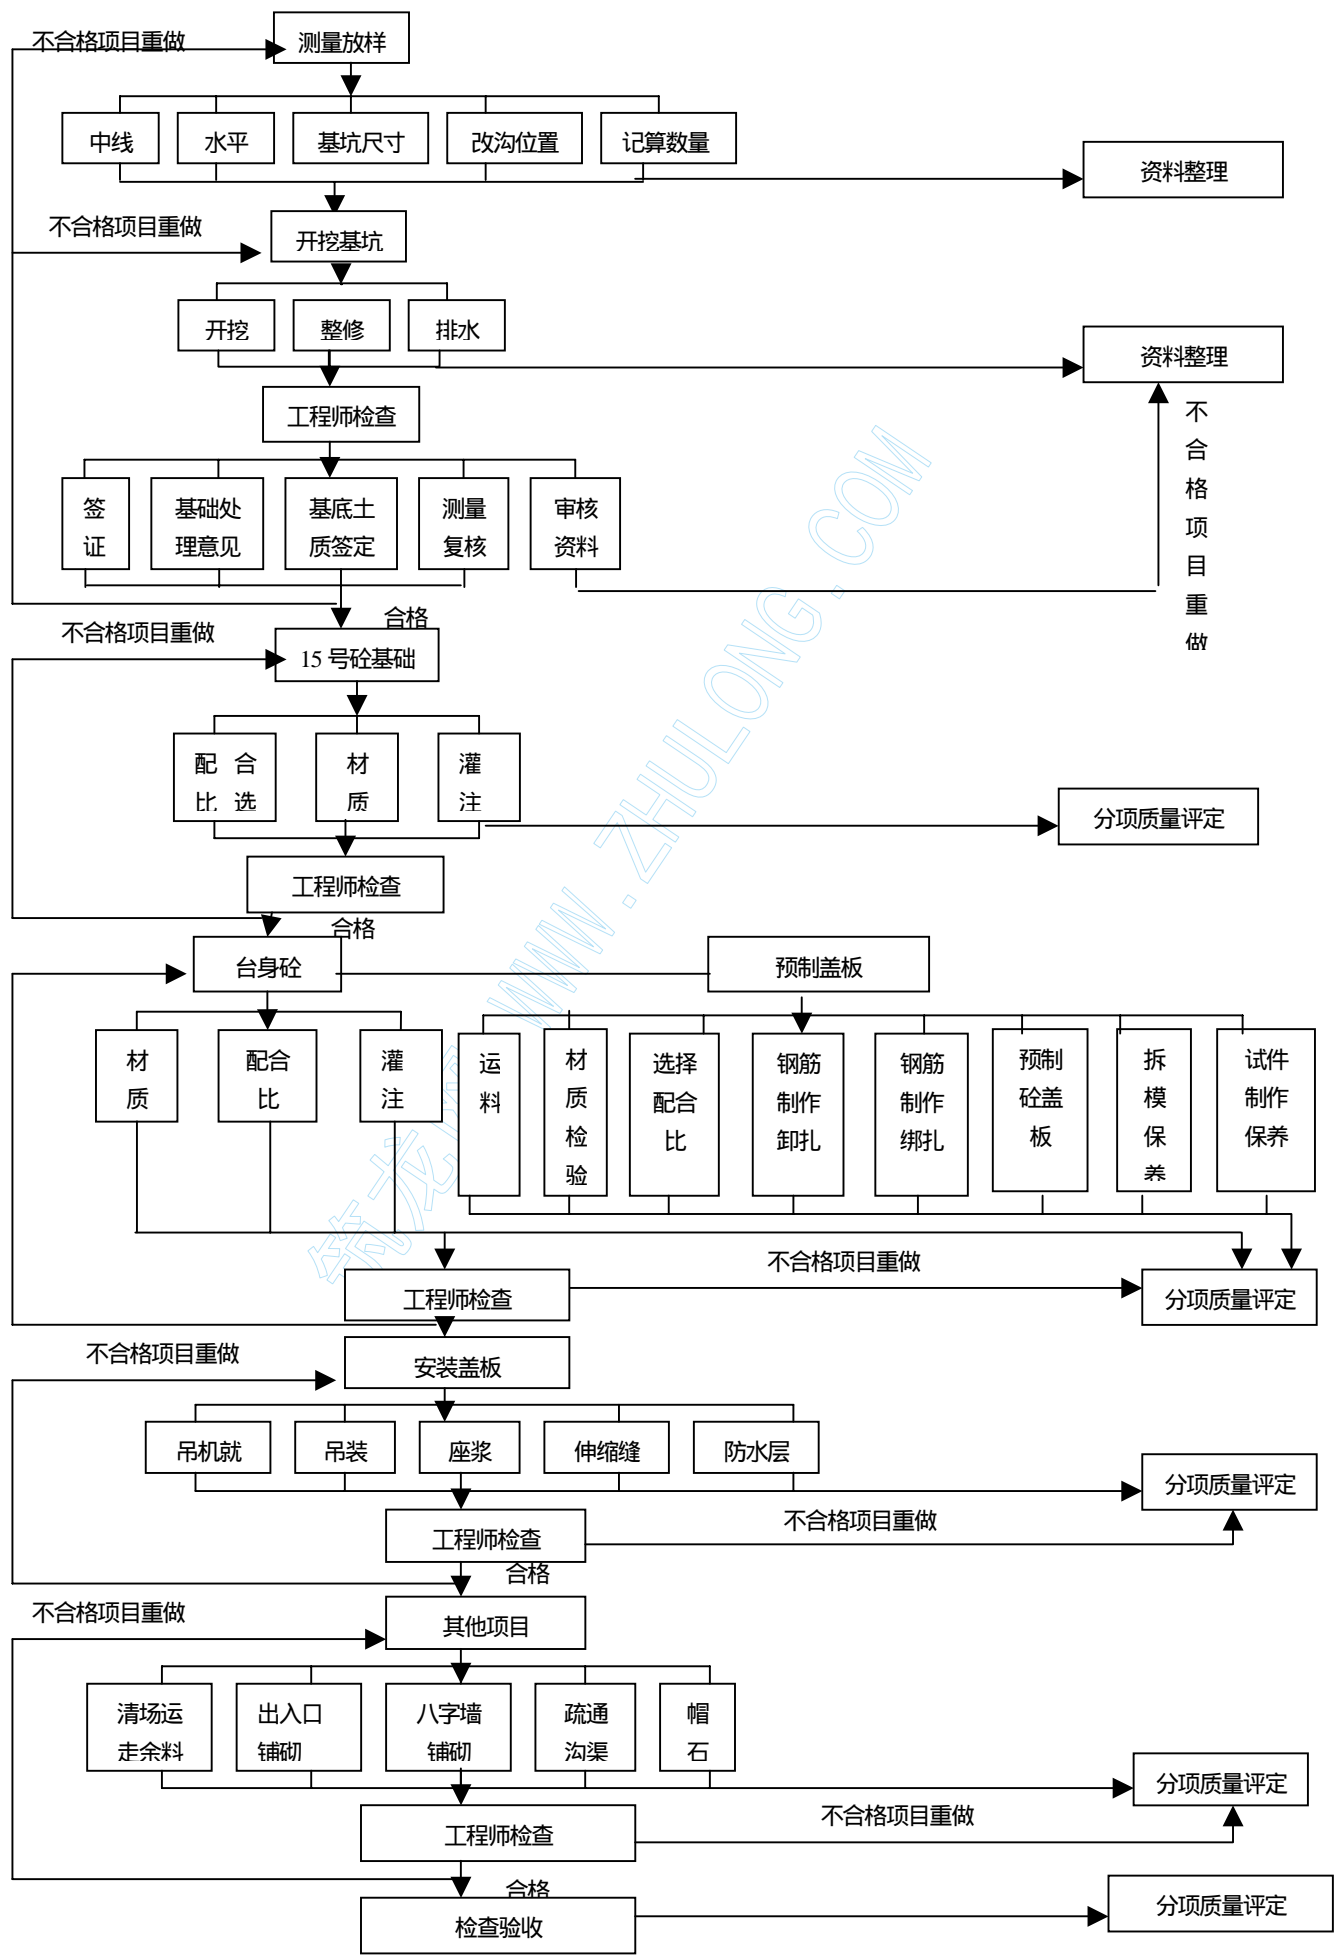 不合格项目重做
测量放样
中线
水平
基坑尺寸
改沟位置
记算数量
资料整理
不合格项目重做
开挖基坑
开挖
整修
排水
资料整理
工程师检查
不
合
格
项
目
重
做
签
证
基础处
理意见
基底土
质签定
测量
复核
审核
资料
合格
不合格项目重做
15 号砼基础
配 合
比 选
材
质
灌
注
分项质量评定
工程师检查
合格
台身砼
预制盖板
材
质
配合
比
灌
注
运
料
材
质
检
验
选择
配合
比
钢筋
制作
卸扎
钢筋
制作
绑扎
预制
砼盖
板
拆
模
保
养
试件
制作
保养
不合格项目重做
工程师检查
分项质量评定
不合格项目重做
安装盖板
吊机就
吊装
座浆
伸缩缝
防水层
分项质量评定
工程师检查
不合格项目重做
合格
不合格项目重做
其他项目
清场运
走余料
出入口
铺砌
八字墙
铺砌
疏通
沟渠
帽
石
分项质量评定
不合格项目重做
工程师检查
合格
分项质量评定
检查验收
筑龙网 WWW.ZHULONG.COM